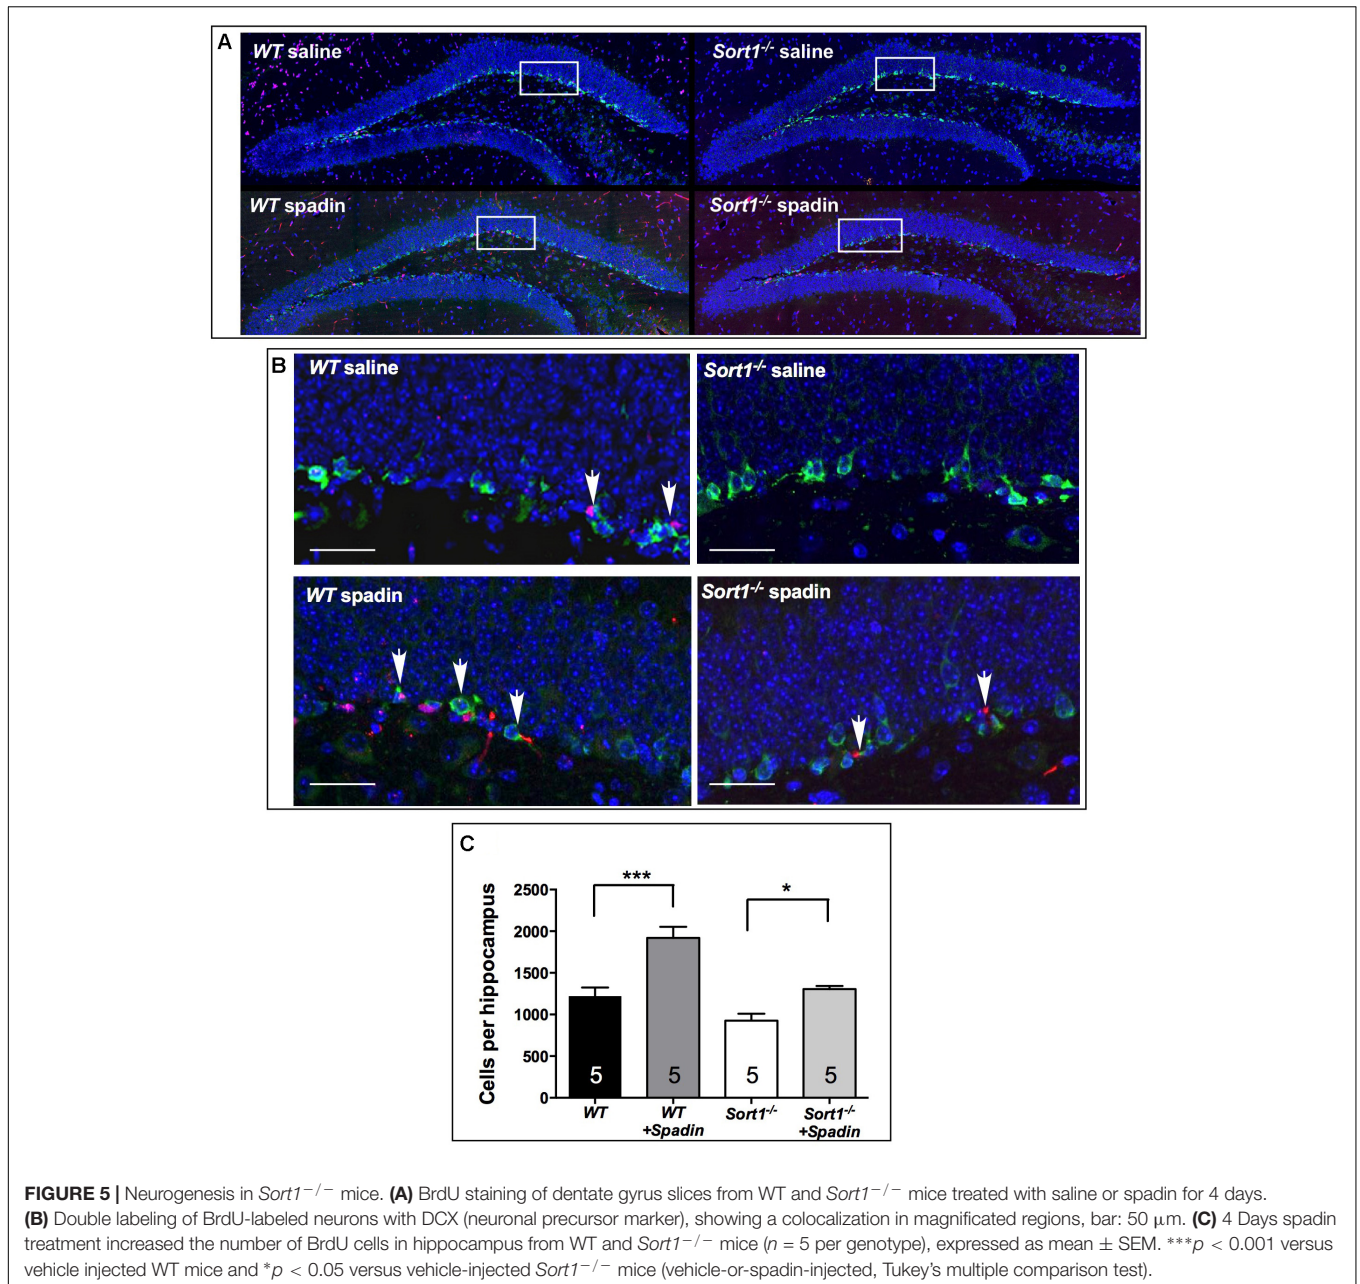 A
WT saline
Sort1-/- saline
WT spadin
Sort1-/- spadin
B
WT saline
Sort1-/- saline
WT spadin
Sort1-/- spadin
C
Cells per hippocampus
2500
2000
1500
1000
500
0
***
*
5
5
5
5
WT
WT
+Spadin
Sort1-/-
Sort1-/-
+Spadin
FIGURE 5 | Neurogenesis in Sort1−/− mice. (A) BrdU staining of dentate gyrus slices from WT and Sort1−/− mice treated with saline or spadin for 4 days.
(B) Double labeling of BrdU-labeled neurons with DCX (neuronal precursor marker), showing a colocalization in magnificated regions, bar: 50 μm. (C) 4 Days spadin
treatment increased the number of BrdU cells in hippocampus from WT and Sort1−/− mice (n = 5 per genotype), expressed as mean ± SEM. ***p < 0.001 versus
vehicle injected WT mice and *p < 0.05 versus vehicle-injected Sort1−/− mice (vehicle-or-spadin-injected, Tukey's multiple comparison test).